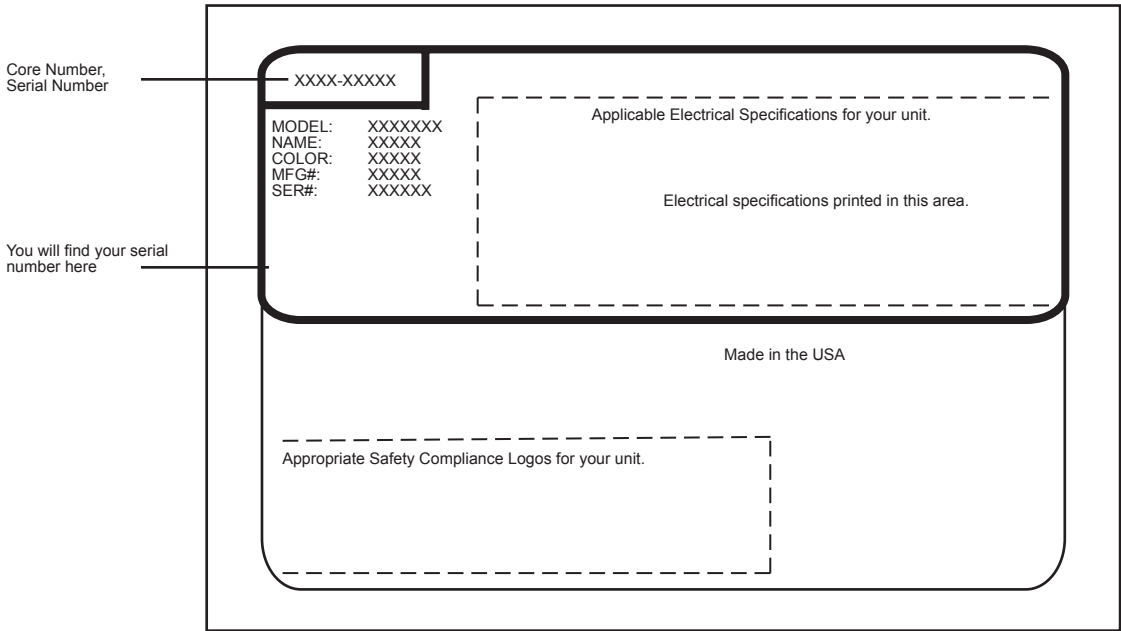 Core Number,
Serial Number
XXXX-XXXXX
MODEL: XXXXXXX
NAME: XXXXX
COLOR: XXXXX
MFG#: XXXXX
SER#: XXXXXX
Applicable Electrical Specifications for your unit.
Electrical specifications printed in this area.
You will find your serial
number here
Made in the USA
Appropriate Safety Compliance Logos for your unit.